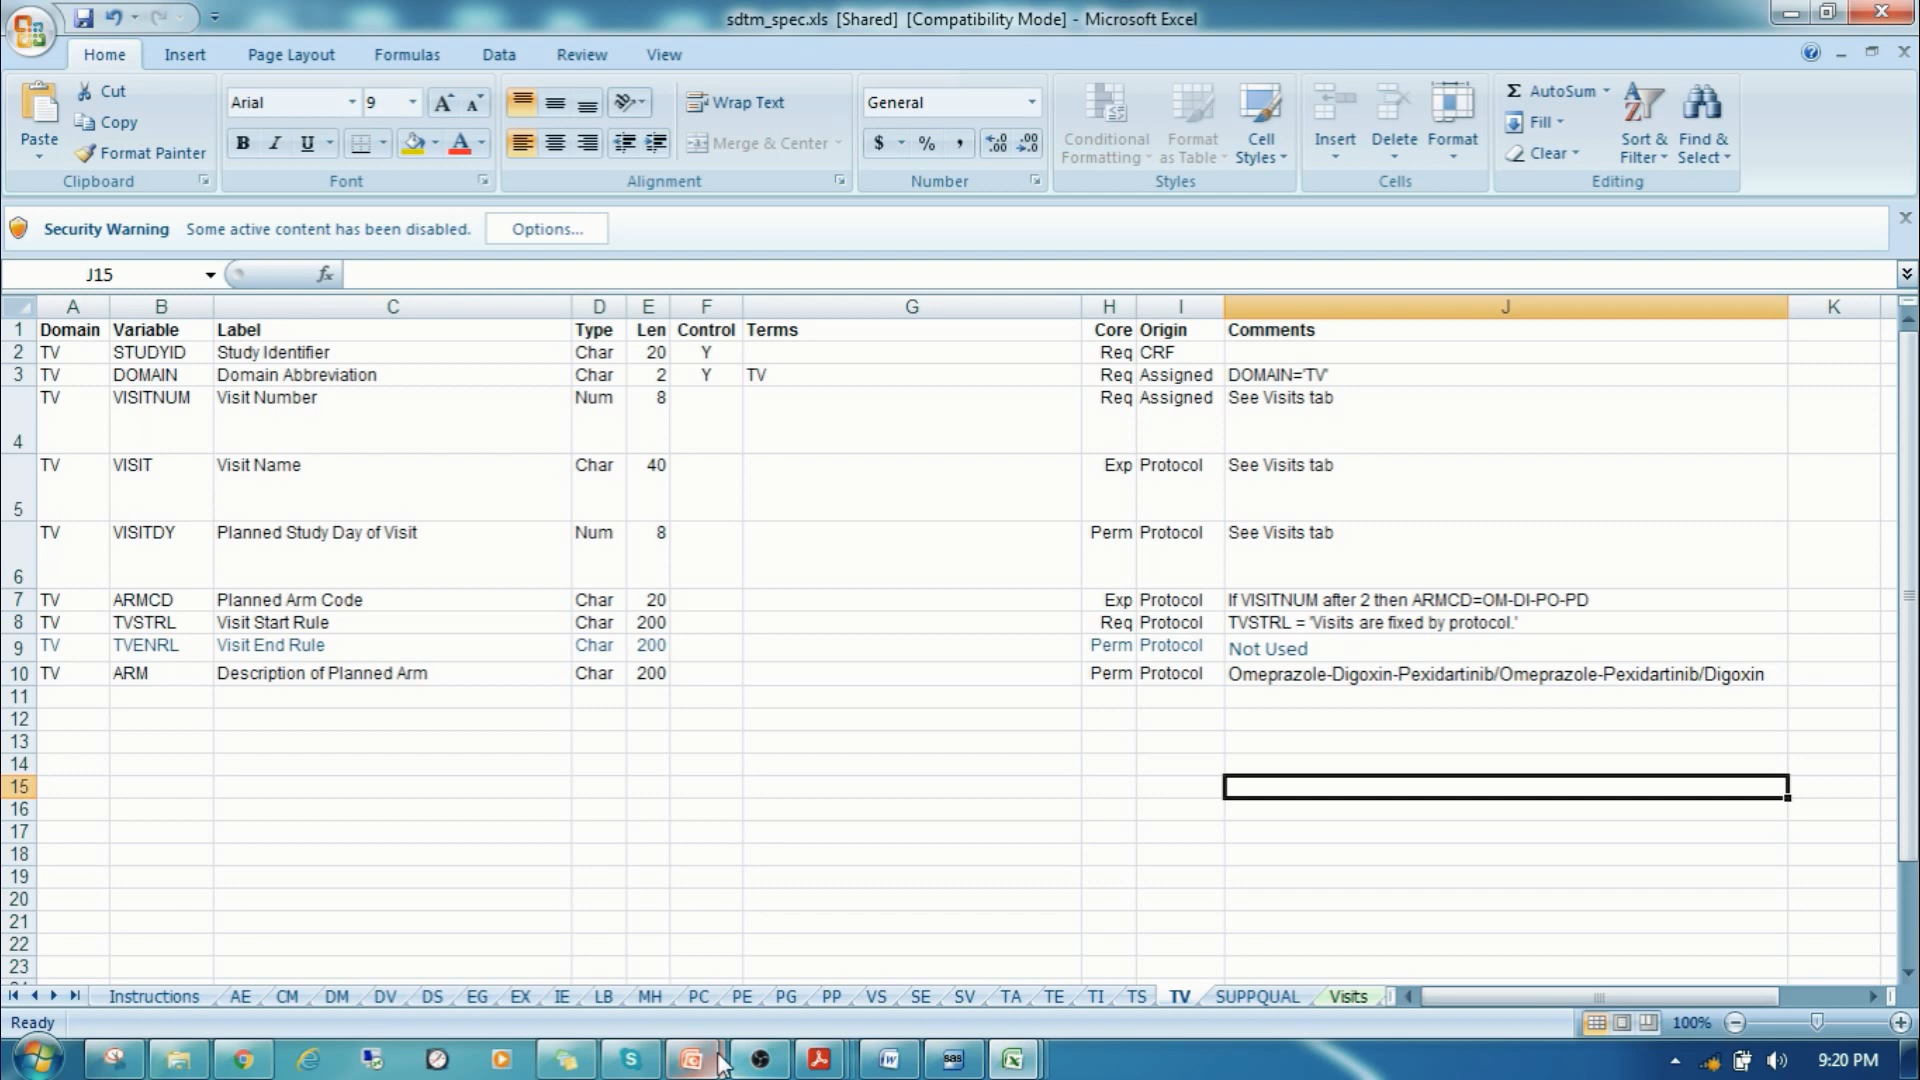 sdtm_spec.xls [Shared] [Compatibility Mode] - Microsoft Excel
Home Insert Page Layout Formulas Data Review View
Cut
Copy
Format Painter
Paste
Clipboard
Arial 9
B I U
Font
Wrap Text
Merge & Center
Alignment
General
$ % ,
Number
Conditional Formatting
Format as Table
Cell Styles
Styles
Insert Delete Format
Cells
AutoSum
Fill
Clear
Sort & Filter
Find & Select
Editing
Security Warning Some active content has been disabled. Options...
J15 fx
A B C D E F G H I J K
1 Domain Variable Label Type Len Control Terms Core Origin Comments
2 TV STUDYID Study Identifier Char 20 Y Req CRF
3 TV DOMAIN Domain Abbreviation Char 2 Y TV Req Assigned DOMAIN='TV'
4 TV VISITNUM Visit Number Num 8 Req Assigned See Visits tab
5 TV VISIT Visit Name Char 40 Exp Protocol See Visits tab
6 TV VISITDY Planned Study Day of Visit Num 8 Perm Protocol See Visits tab
7 TV ARMCD Planned Arm Code Char 20 Exp Protocol If VISITNUM after 2 then ARMCD=OM-DI-PO-PD
8 TV TVSTRL Visit Start Rule Char 200 Req Protocol TVSTRL = 'Visits are fixed by protocol.'
9 TV TVENRL Visit End Rule Char 200 Perm Protocol Not Used
10 TV ARM Description of Planned Arm Char 200 Perm Protocol Omeprazole-Digoxin-Pexidartinib/Omeprazole-Pexidartinib/Digoxin
11
12
13
14
15
16
17
18
19
20
21
22
23
Instructions AE CM DM DV DS EG EX IE LB MH PC PE PG PP VS SE SV TA TE TI TS TV SUPPQUAL Visits
Ready 100%
9:20 PM